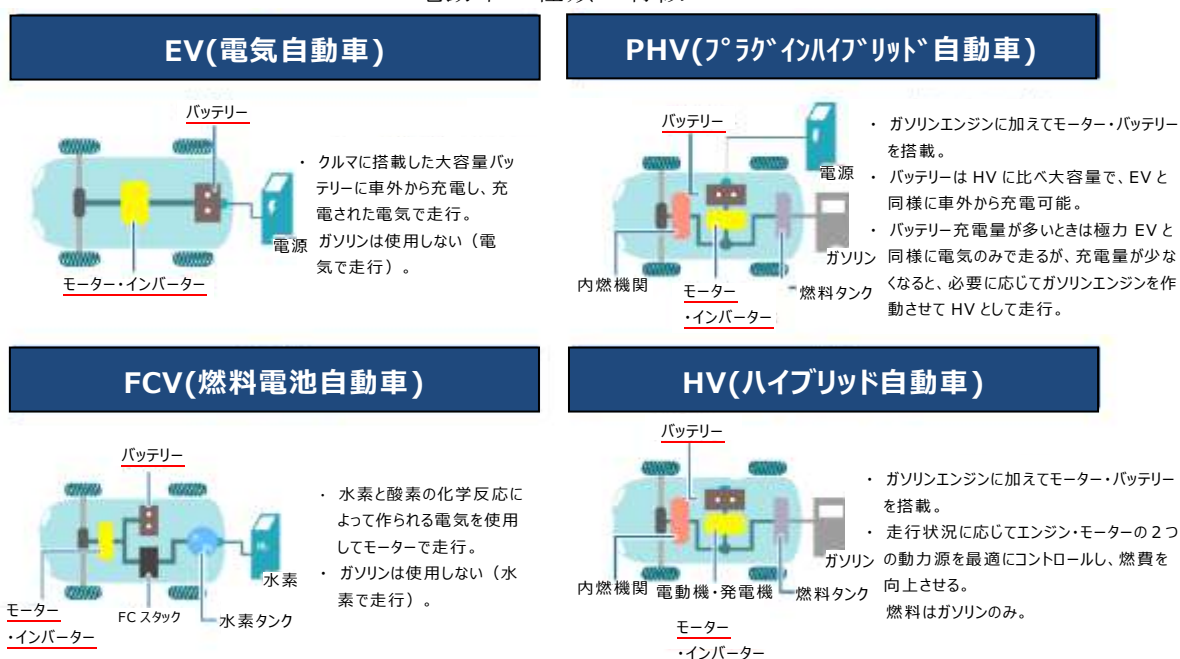 EV(電気自動車)
バッテリー
・ クルマに搭載した大容量バッ
テリーに車外から充電し、充
電された電気で走行。
ガソリンは使用しない（電
気で走行）。
電源
モーター・インバーター
PHV(ﾌﾟﾗｸﾞｲﾝﾊｲﾌﾞﾘｯﾄﾞ自動車)
バッテリー
電源
ガソリン
内燃機関
モーター
・インバーター
燃料タンク
・ ガソリンエンジンに加えてモーター・バッテリー
を搭載。
・ バッテリーは HV に比べ大容量で、EV と
同様に車外から充電可能。
・ バッテリー充電量が多いときは極力 EV と
同様に電気のみで走るが、充電量が少な
くなると、必要に応じてガソリンエンジンを作
動させて HV として走行。
FCV(燃料電池自動車)
バッテリー
水素
モーター
・インバーター
FC スタック
水素タンク
・ 水素と酸素の化学反応に
よって作られる電気を使用
してモーターで走行。
・ ガソリンは使用しない（水
素で走行）。
HV(ハイブリッド自動車)
バッテリー
ガソリン
内燃機関
電動機・発電機
燃料タンク
モーター
・インバーター
・ ガソリンエンジンに加えてモーター・バッテリー
を搭載。
・ 走行状況に応じてエンジン・モーターの２つ
の動力源を最適にコントロールし、燃費を
向上させる。
燃料はガソリンのみ。